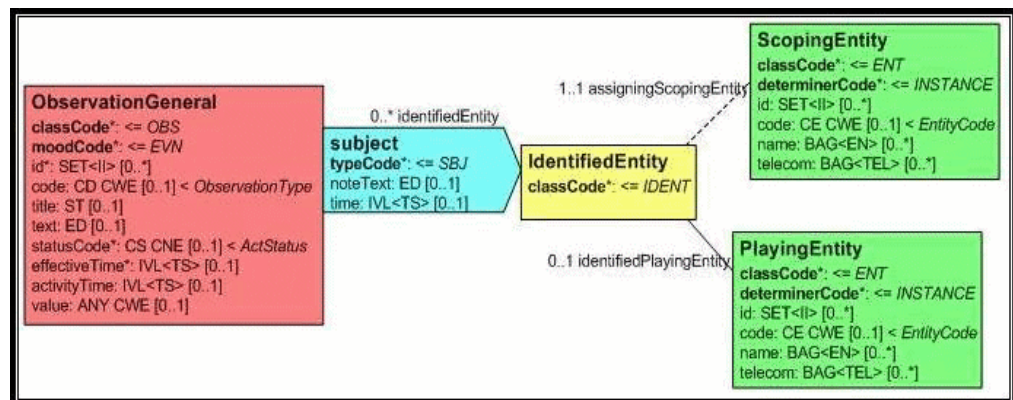 ObservationGeneral
classCode*: <= OBS
moodCode*: <= EVN
id*: SET<II> [0..*]
code: CD CWE [0..1] < ObservationType
title: ST [0..1]
text: ED [0..1]
statusCode*: CS CNE [0..1] < ActStatus
effectiveTime*: IVL<TS> [0..1]
activityTime: IVL<TS> [0..1]
value: ANY CWE [0..1]
0..* identifiedEntity
subject
typeCode*: <= SBJ
noteText: ED [0..1]
time: IVL<TS> [0..1]
IdentifiedEntity
classCode*: <= IDENT
1..1 assigningScopingEntity
ScopingEntity
classCode*: <= ENT
determinerCode*: <= INSTANCE
id: SET<II> [0..*]
code: CE CWE [0..1] < EntityCode
name: BAG<EN> [0..*]
telecom: BAG<TEL> [0..*]
0..1 identifiedPlayingEntity
PlayingEntity
classCode*: <= ENT
determinerCode*: <= INSTANCE
id: SET<II> [0..*]
code: CE CWE [0..1] < EntityCode
name: BAG<EN> [0..*]
telecom: BAG<TEL> [0..*]